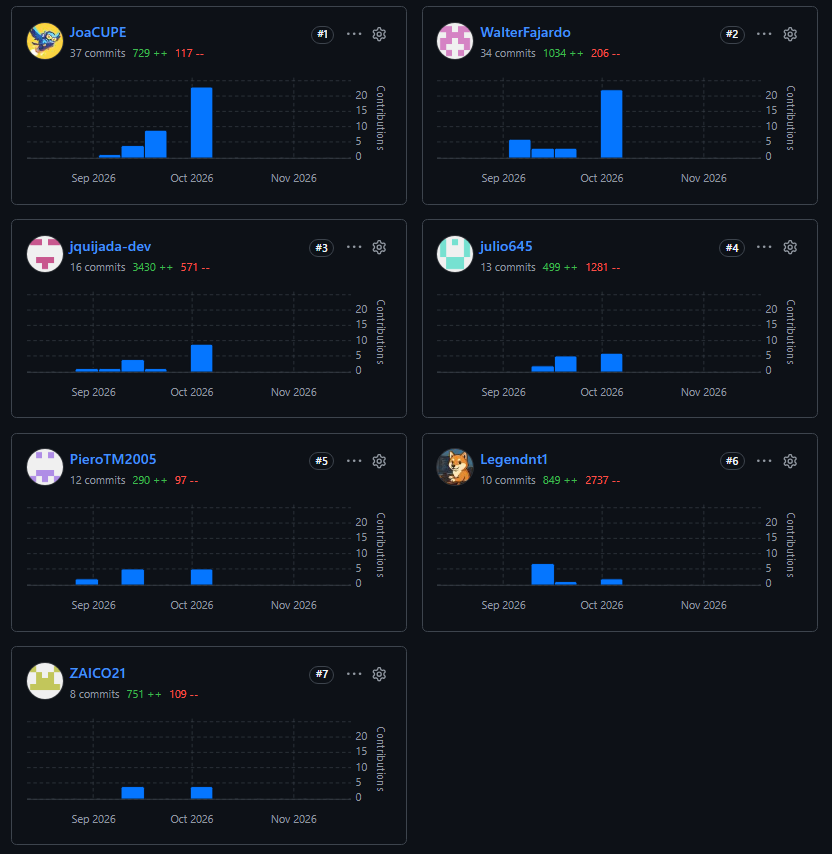 JoaCUPE #1 ···
37 commits 729 ++ 117 --
20
15
10
5
0
Contributions
Sep 2026 Oct 2026 Nov 2026
WalterFajardo #2 ···
34 commits 1034 ++ 206 --
20
15
10
5
0
Contributions
Sep 2026 Oct 2026 Nov 2026
jquijada-dev #3 ···
16 commits 3430 ++ 571 --
20
15
10
5
0
Contributions
Sep 2026 Oct 2026 Nov 2026
julio645 #4 ···
13 commits 499 ++ 1281 --
20
15
10
5
0
Contributions
Sep 2026 Oct 2026 Nov 2026
PieroTM2005 #5 ···
12 commits 290 ++ 97 --
20
15
10
5
0
Contributions
Sep 2026 Oct 2026 Nov 2026
Legendnt1 #6 ···
10 commits 849 ++ 2737 --
20
15
10
5
0
Contributions
Sep 2026 Oct 2026 Nov 2026
ZAICO21 #7 ···
8 commits 751 ++ 109 --
20
15
10
5
0
Contributions
Sep 2026 Oct 2026 Nov 2026